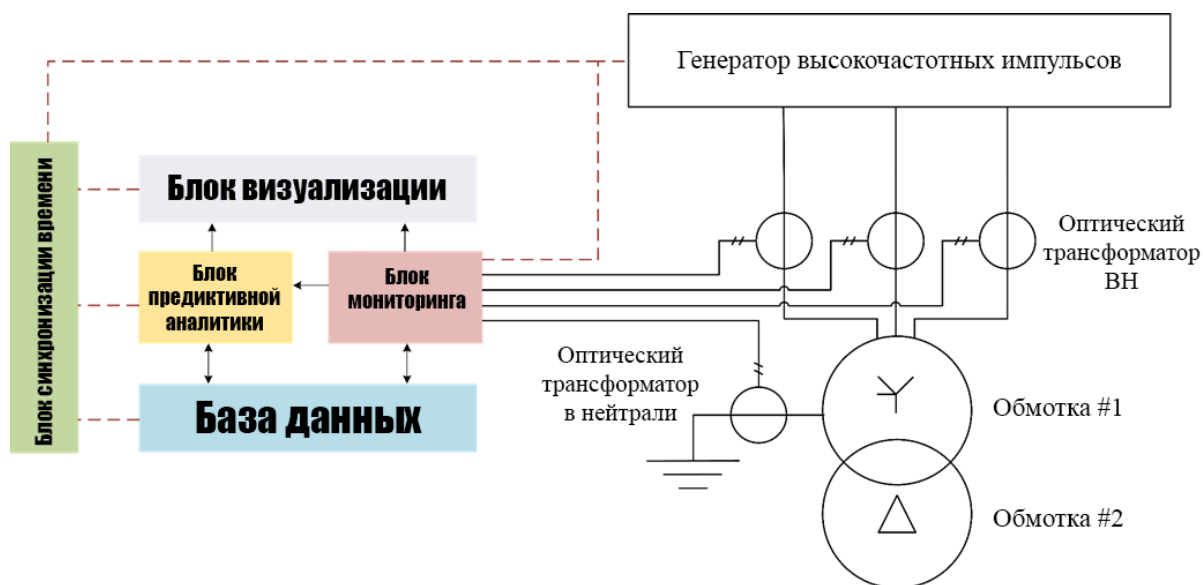 Генератор высокочастотных импульсов
Блок синхронизации времени
Блок визуализации
Оптический
трансформатор
ВН
Блок
предиктивной
аналитики
Блок
мониторинга
Оптический
трансформатор
в нейтрали
База данных
Обмотка #1
Обмотка #2